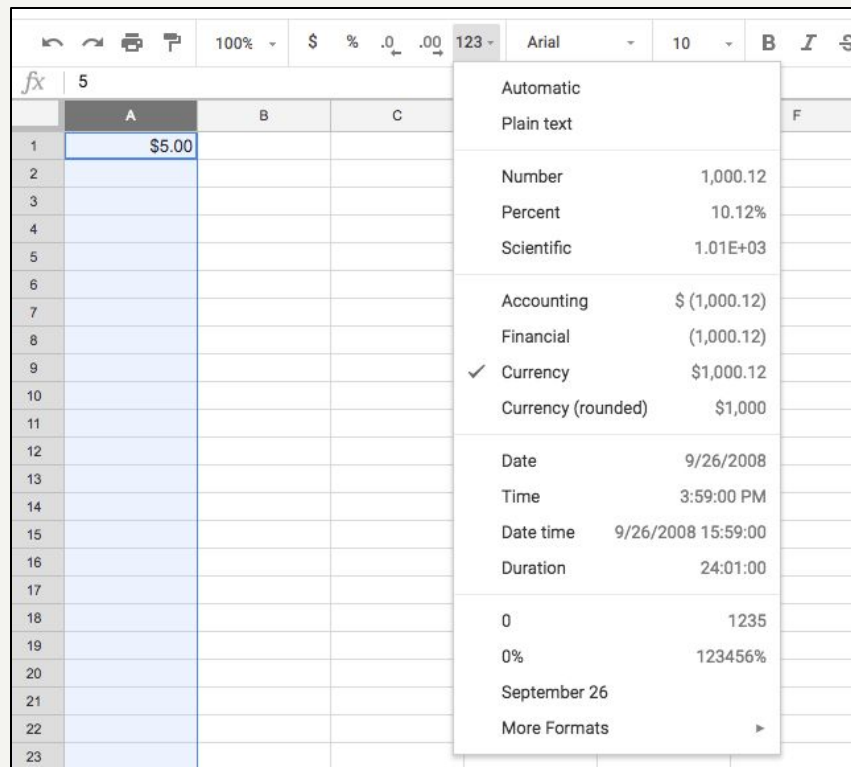 100% $ % .0 .00 123 Arial 10 B I S
fx 5
A B C F
1 $5.00
2
3
4
5
6
7
8
9
10
11
12
13
14
15
16
17
18
19
20
21
22
23
Automatic
Plain text
Number 1,000.12
Percent 10.12%
Scientific 1.01E+03
Accounting $ (1,000.12)
Financial (1,000.12)
Currency $1,000.12
Currency (rounded) $1,000
Date 9/26/2008
Time 3:59:00 PM
Date time 9/26/2008 15:59:00
Duration 24:01:00
0 1235
0% 123456%
September 26
More Formats